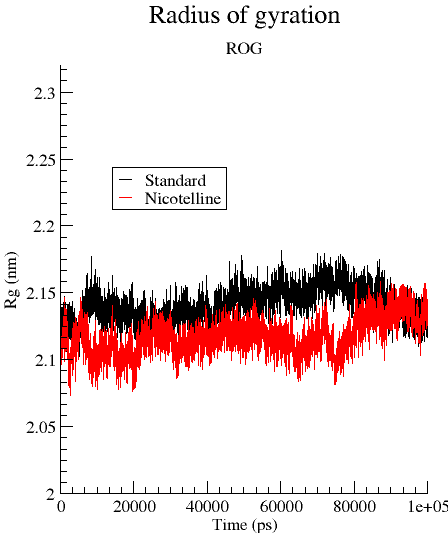 Radius of gyration
ROG
2.3
2.25
2.2
2.15
2.1
2.05
2
Rg (nm)
Standard
Nicotelline
0 20000 40000 60000 80000 1e+05
Time (ps)